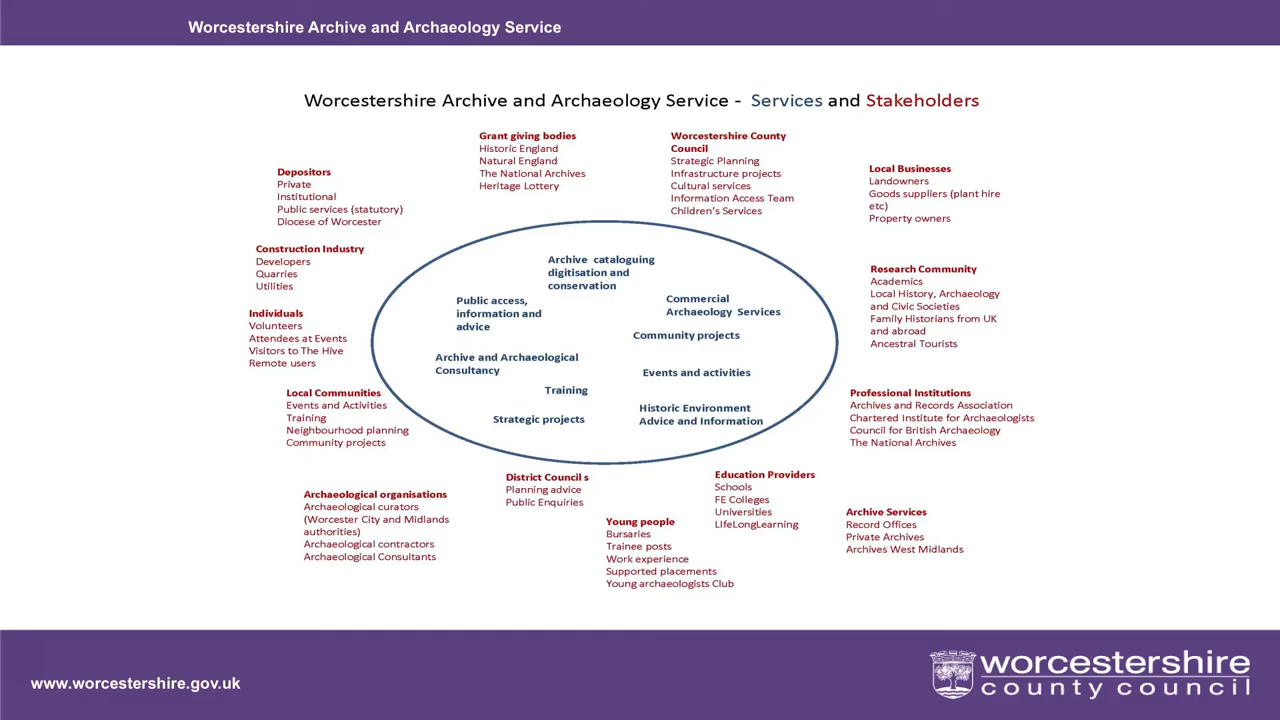 Worcestershire Archive and Archaeology Service
Worcestershire Archive and Archaeology Service - Services and Stakeholders
Grant giving bodies
Historic England
Natural England
The National Archives
Heritage Lottery
Worcestershire County
Council
Strategic Planning
Infrastructure projects
Cultural services
Information Access Team
Children's Services
Local Businesses
Landowners
Goods suppliers (plant hire
etc)
Property owners
Depositors
Private
Institutional
Public services (statutory)
Diocese of Worcester
Construction Industry
Developers
Quarries
Utilities
Individuals
Volunteers
Attendees at Events
Visitors to The Hive
Remote users
Local Communities
Events and Activities
Training
Neighbourhood planning
Community projects
Archive cataloguing
digitisation and
conservation
Public access,
information and
advice
Commercial
Archaeology Services
Community projects
Archive and Archaeological
Consultancy
Events and activities
Training
Strategic projects
Historic Environment
Advice and Information
Research Community
Academics
Local History, Archaeology
and Civic Societies
Family Historians from UK
and abroad
Ancestral Tourists
Professional Institutions
Archives and Records Association
Chartered Institute for Archaeologists
Council for British Archaeology
The National Archives
Archaeological organisations
Archaeological curators
(Worcester City and Midlands
authorities)
Archaeological contractors
Archaeological Consultants
District Council s
Planning advice
Public Enquiries
Young people
Bursaries
Trainee posts
Work experience
Supported placements
Young archaeologists Club
Education Providers
Schools
FE Colleges
Universities
LIfeLongLearning
Archive Services
Record Offices
Private Archives
Archives West Midlands
www.worcestershire.gov.uk
worcestershire
county council